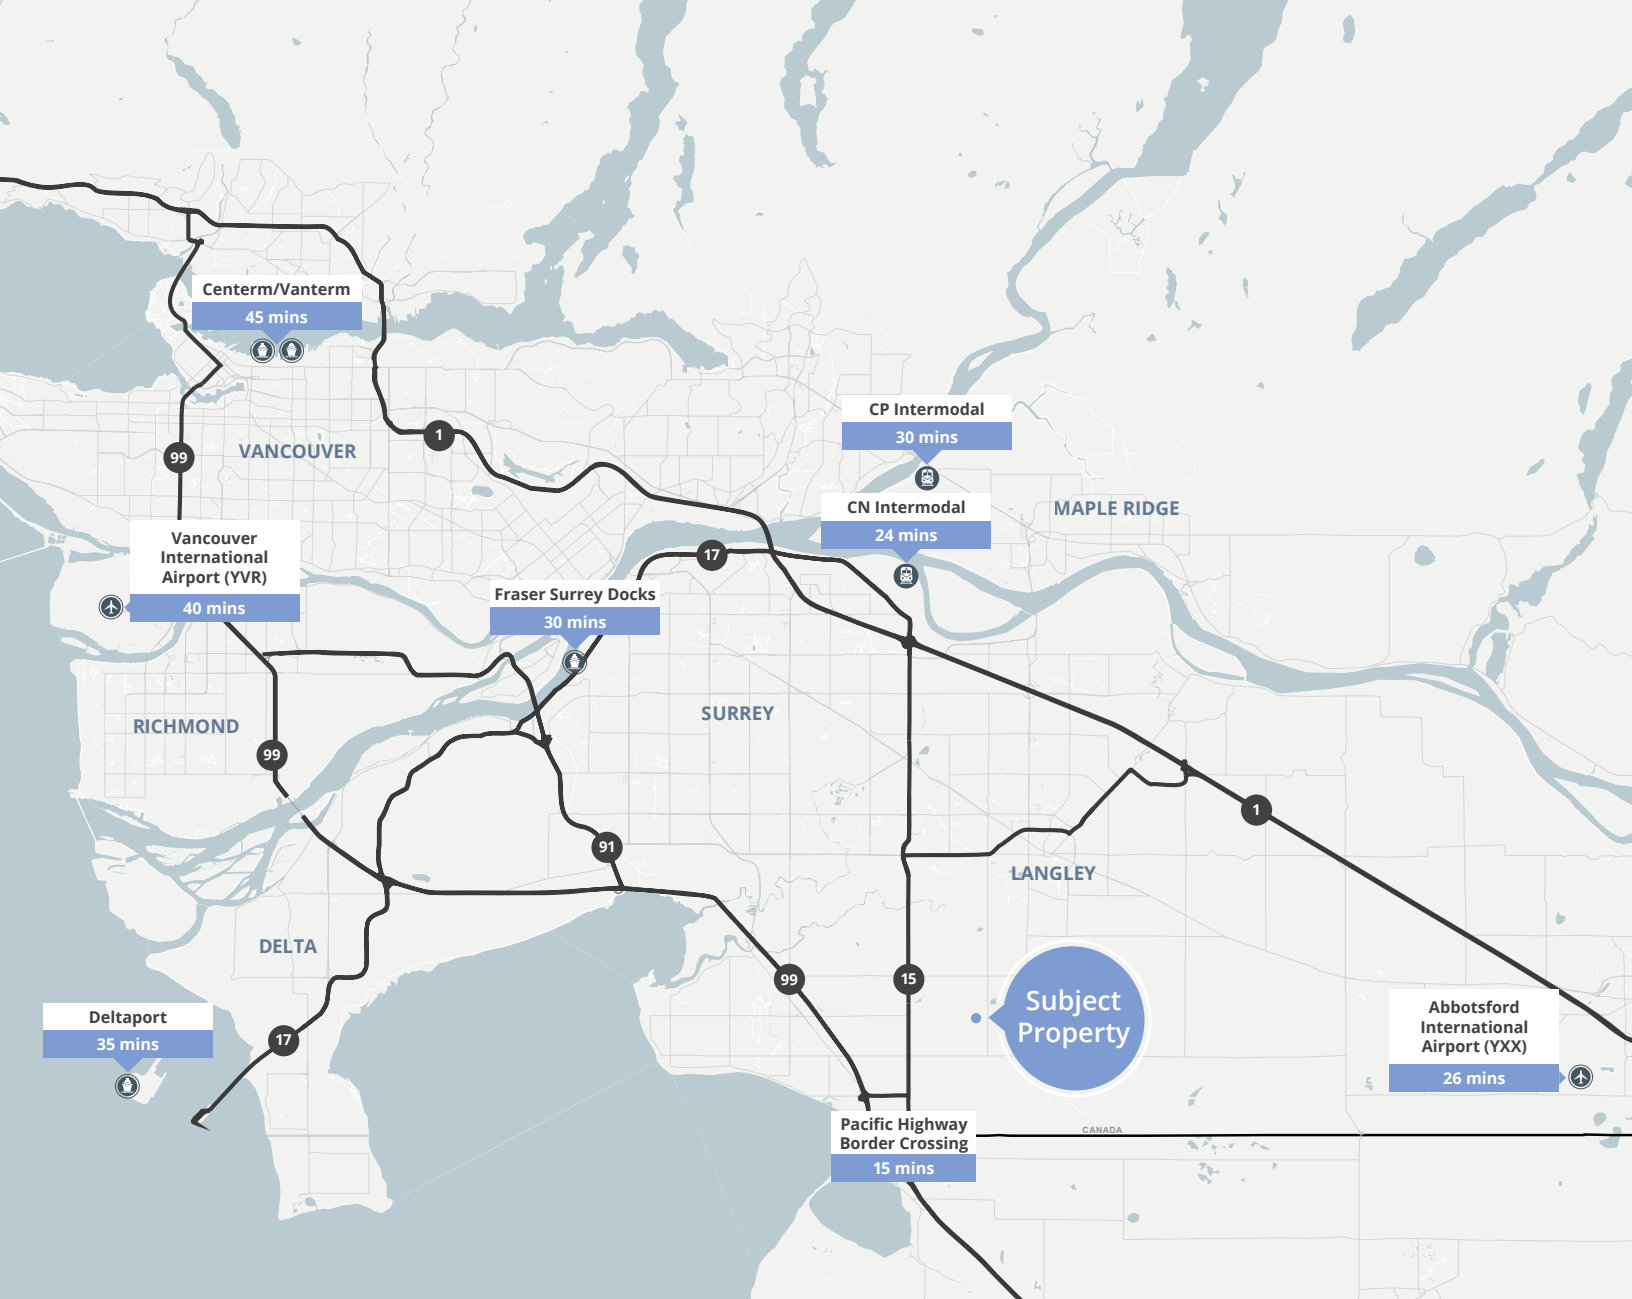 Centerm/Vanterm
45 mins
CP Intermodal
30 mins
1
99
VANCOUVER
CN Intermodal
24 mins
MAPLE RIDGE
Vancouver
International
Airport (YVR)
40 mins
17
Fraser Surrey Docks
30 mins
RICHMOND
SURREY
99
1
91
LANGLEY
DELTA
99
15
Subject
Property
Deltaport
35 mins
17
Abbotsford
International
Airport (YXX)
26 mins
Pacific Highway
Border Crossing
15 mins
CANADA